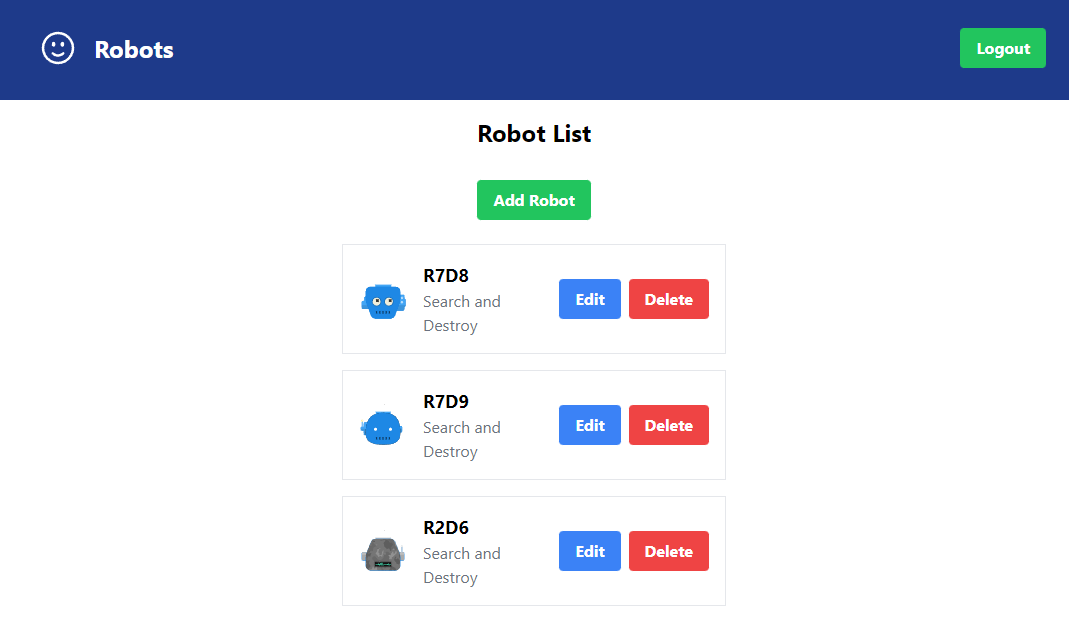 Robots
Logout
Robot List
Add Robot
R7D8
Search and
Destroy
Edit
Delete
R7D9
Search and
Destroy
Edit
Delete
R2D6
Search and
Destroy
Edit
Delete